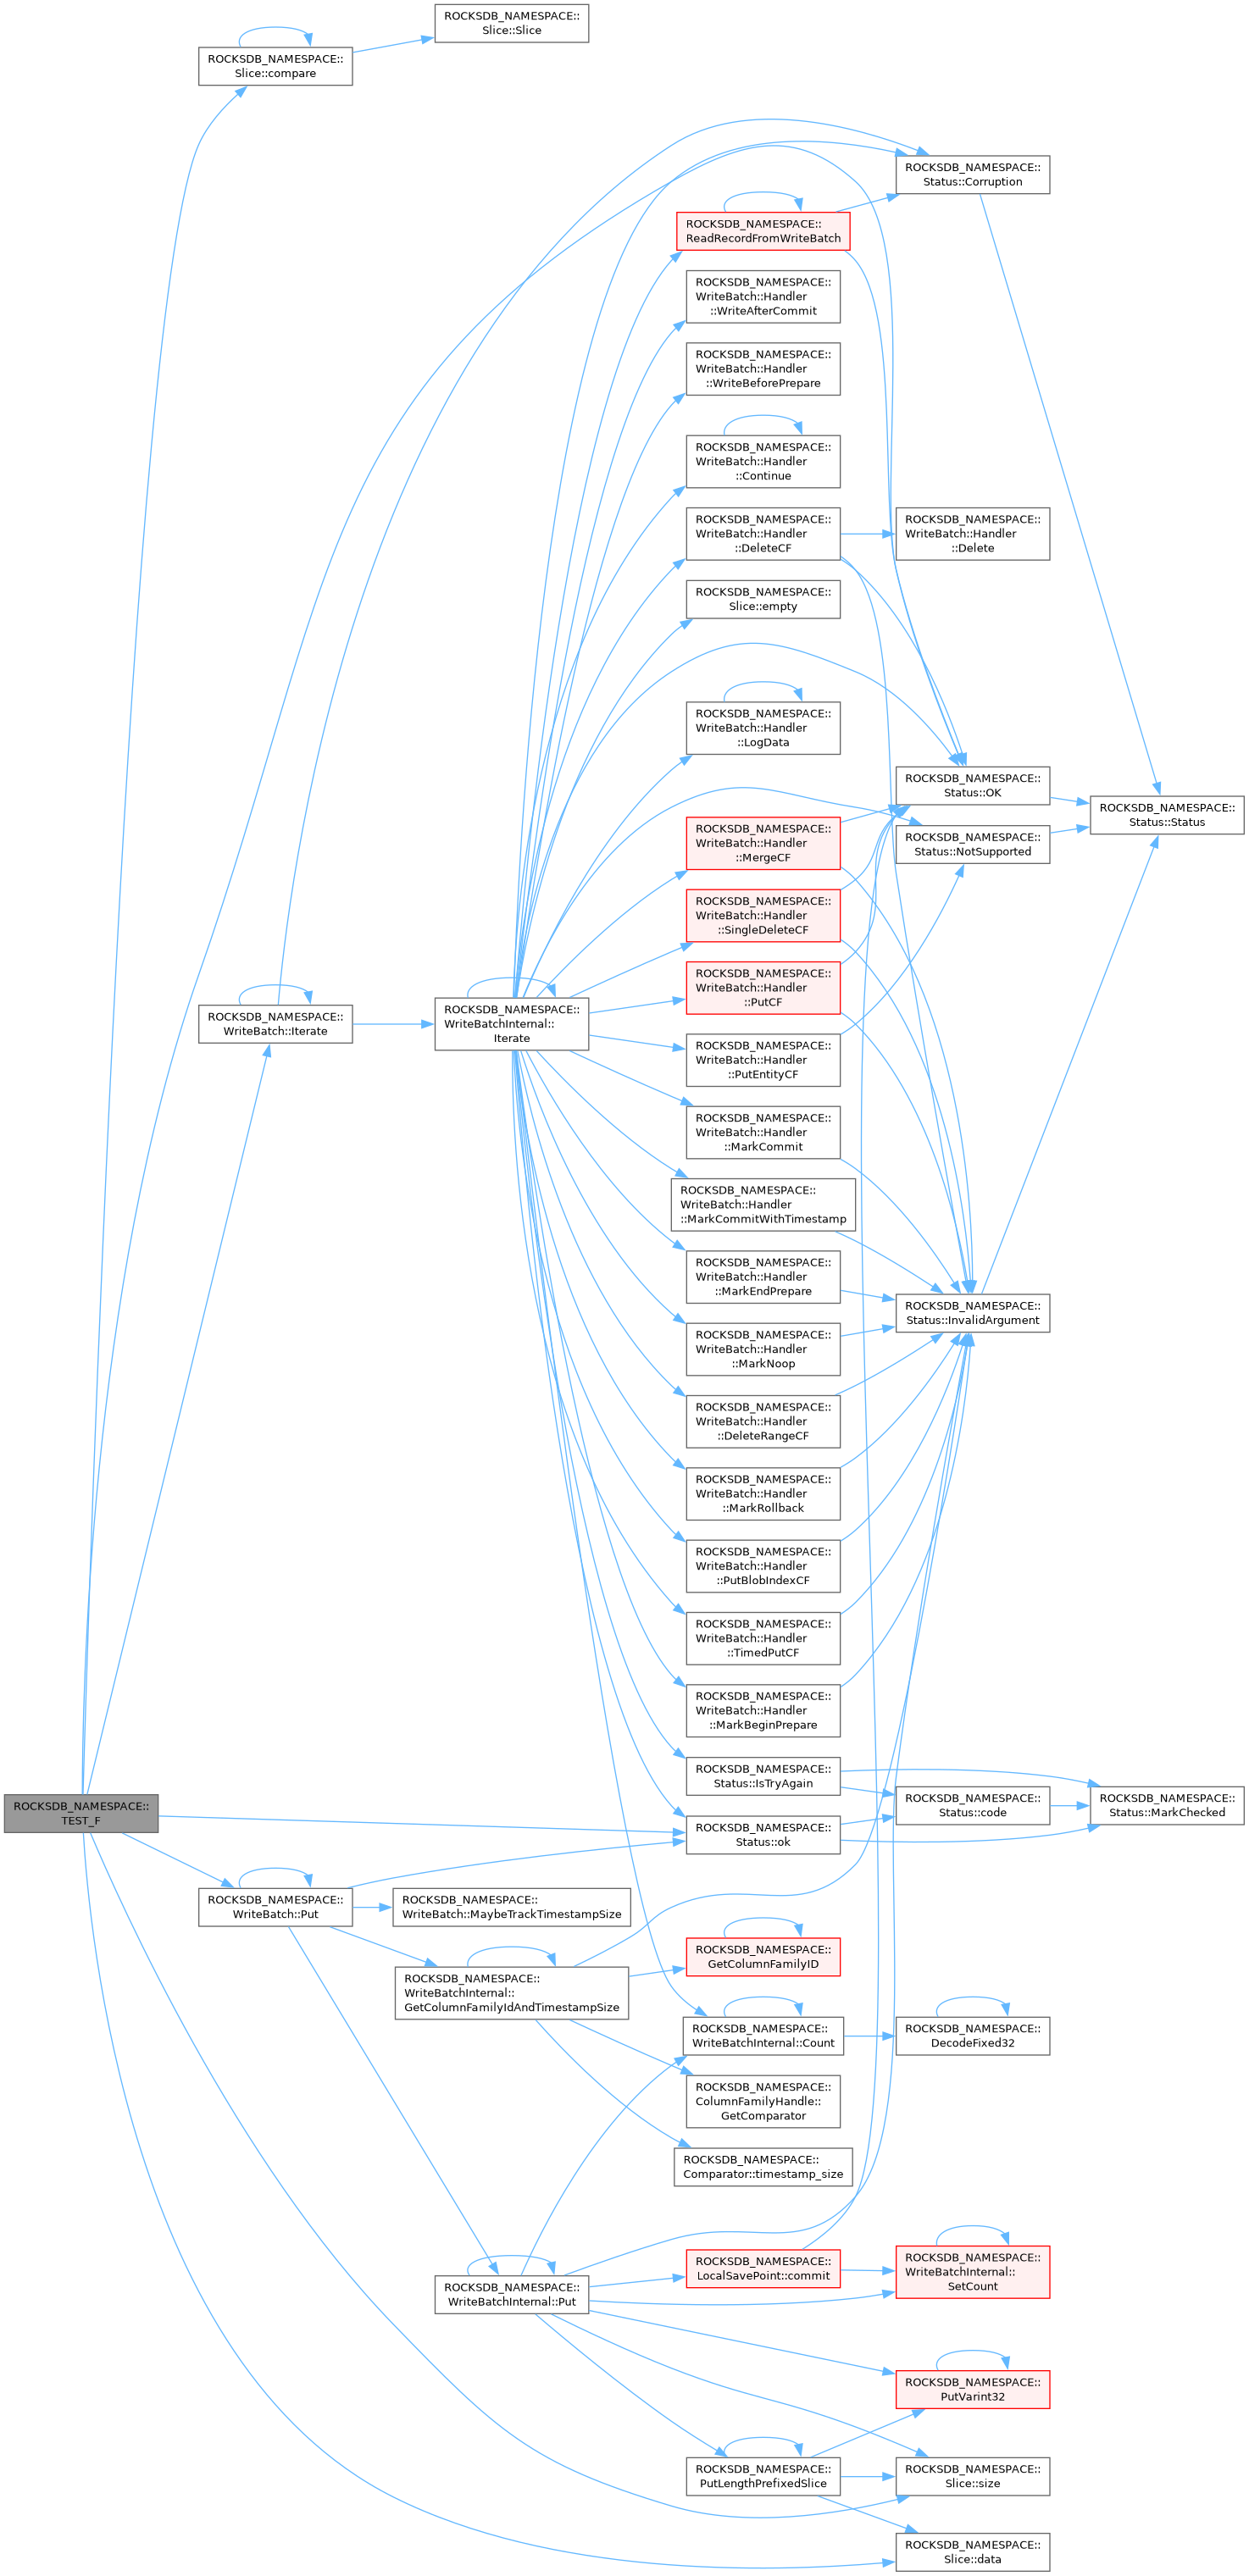 ROCKSDB_NAMESPACE::
Slice::Slice
ROCKSDB_NAMESPACE::
Slice::compare
ROCKSDB_NAMESPACE::
Status::Corruption
ROCKSDB_NAMESPACE::
ReadRecordFromWriteBatch
ROCKSDB_NAMESPACE::
WriteBatch::Handler
::WriteAfterCommit
ROCKSDB_NAMESPACE::
WriteBatch::Handler
::WriteBeforePrepare
ROCKSDB_NAMESPACE::
WriteBatch::Handler
::Continue
ROCKSDB_NAMESPACE::
WriteBatch::Handler
::DeleteCF
ROCKSDB_NAMESPACE::
WriteBatch::Handler
::Delete
ROCKSDB_NAMESPACE::
Slice::empty
ROCKSDB_NAMESPACE::
WriteBatch::Handler
::LogData
ROCKSDB_NAMESPACE::
Status::OK
ROCKSDB_NAMESPACE::
Status::Status
ROCKSDB_NAMESPACE::
WriteBatch::Handler
::MergeCF
ROCKSDB_NAMESPACE::
Status::NotSupported
ROCKSDB_NAMESPACE::
WriteBatch::Handler
::SingleDeleteCF
ROCKSDB_NAMESPACE::
WriteBatch::Handler
::PutCF
ROCKSDB_NAMESPACE::
WriteBatch::Iterate
ROCKSDB_NAMESPACE::
WriteBatchInternal::
Iterate
ROCKSDB_NAMESPACE::
WriteBatch::Handler
::PutEntityCF
ROCKSDB_NAMESPACE::
WriteBatch::Handler
::MarkCommit
ROCKSDB_NAMESPACE::
WriteBatch::Handler
::MarkCommitWithTimestamp
ROCKSDB_NAMESPACE::
WriteBatch::Handler
::MarkEndPrepare
ROCKSDB_NAMESPACE::
Status::InvalidArgument
ROCKSDB_NAMESPACE::
WriteBatch::Handler
::MarkNoop
ROCKSDB_NAMESPACE::
WriteBatch::Handler
::DeleteRangeCF
ROCKSDB_NAMESPACE::
WriteBatch::Handler
::MarkRollback
ROCKSDB_NAMESPACE::
WriteBatch::Handler
::PutBlobIndexCF
ROCKSDB_NAMESPACE::
WriteBatch::Handler
::TimedPutCF
ROCKSDB_NAMESPACE::
WriteBatch::Handler
::MarkBeginPrepare
ROCKSDB_NAMESPACE::
Status::IsTryAgain
ROCKSDB_NAMESPACE::
TEST_F
ROCKSDB_NAMESPACE::
Status::code
ROCKSDB_NAMESPACE::
Status::MarkChecked
ROCKSDB_NAMESPACE::
Status::ok
ROCKSDB_NAMESPACE::
WriteBatch::Put
ROCKSDB_NAMESPACE::
WriteBatch::MaybeTrackTimestampSize
ROCKSDB_NAMESPACE::
WriteBatchInternal::
GetColumnFamilyIdAndTimestampSize
ROCKSDB_NAMESPACE::
GetColumnFamilyID
ROCKSDB_NAMESPACE::
WriteBatchInternal::Count
ROCKSDB_NAMESPACE::
DecodeFixed32
ROCKSDB_NAMESPACE::
ColumnFamilyHandle::
GetComparator
ROCKSDB_NAMESPACE::
Comparator::timestamp_size
ROCKSDB_NAMESPACE::
WriteBatchInternal::Put
ROCKSDB_NAMESPACE::
LocalSavePoint::commit
ROCKSDB_NAMESPACE::
WriteBatchInternal::
SetCount
ROCKSDB_NAMESPACE::
PutVarint32
ROCKSDB_NAMESPACE::
PutLengthPrefixedSlice
ROCKSDB_NAMESPACE::
Slice::size
ROCKSDB_NAMESPACE::
Slice::data